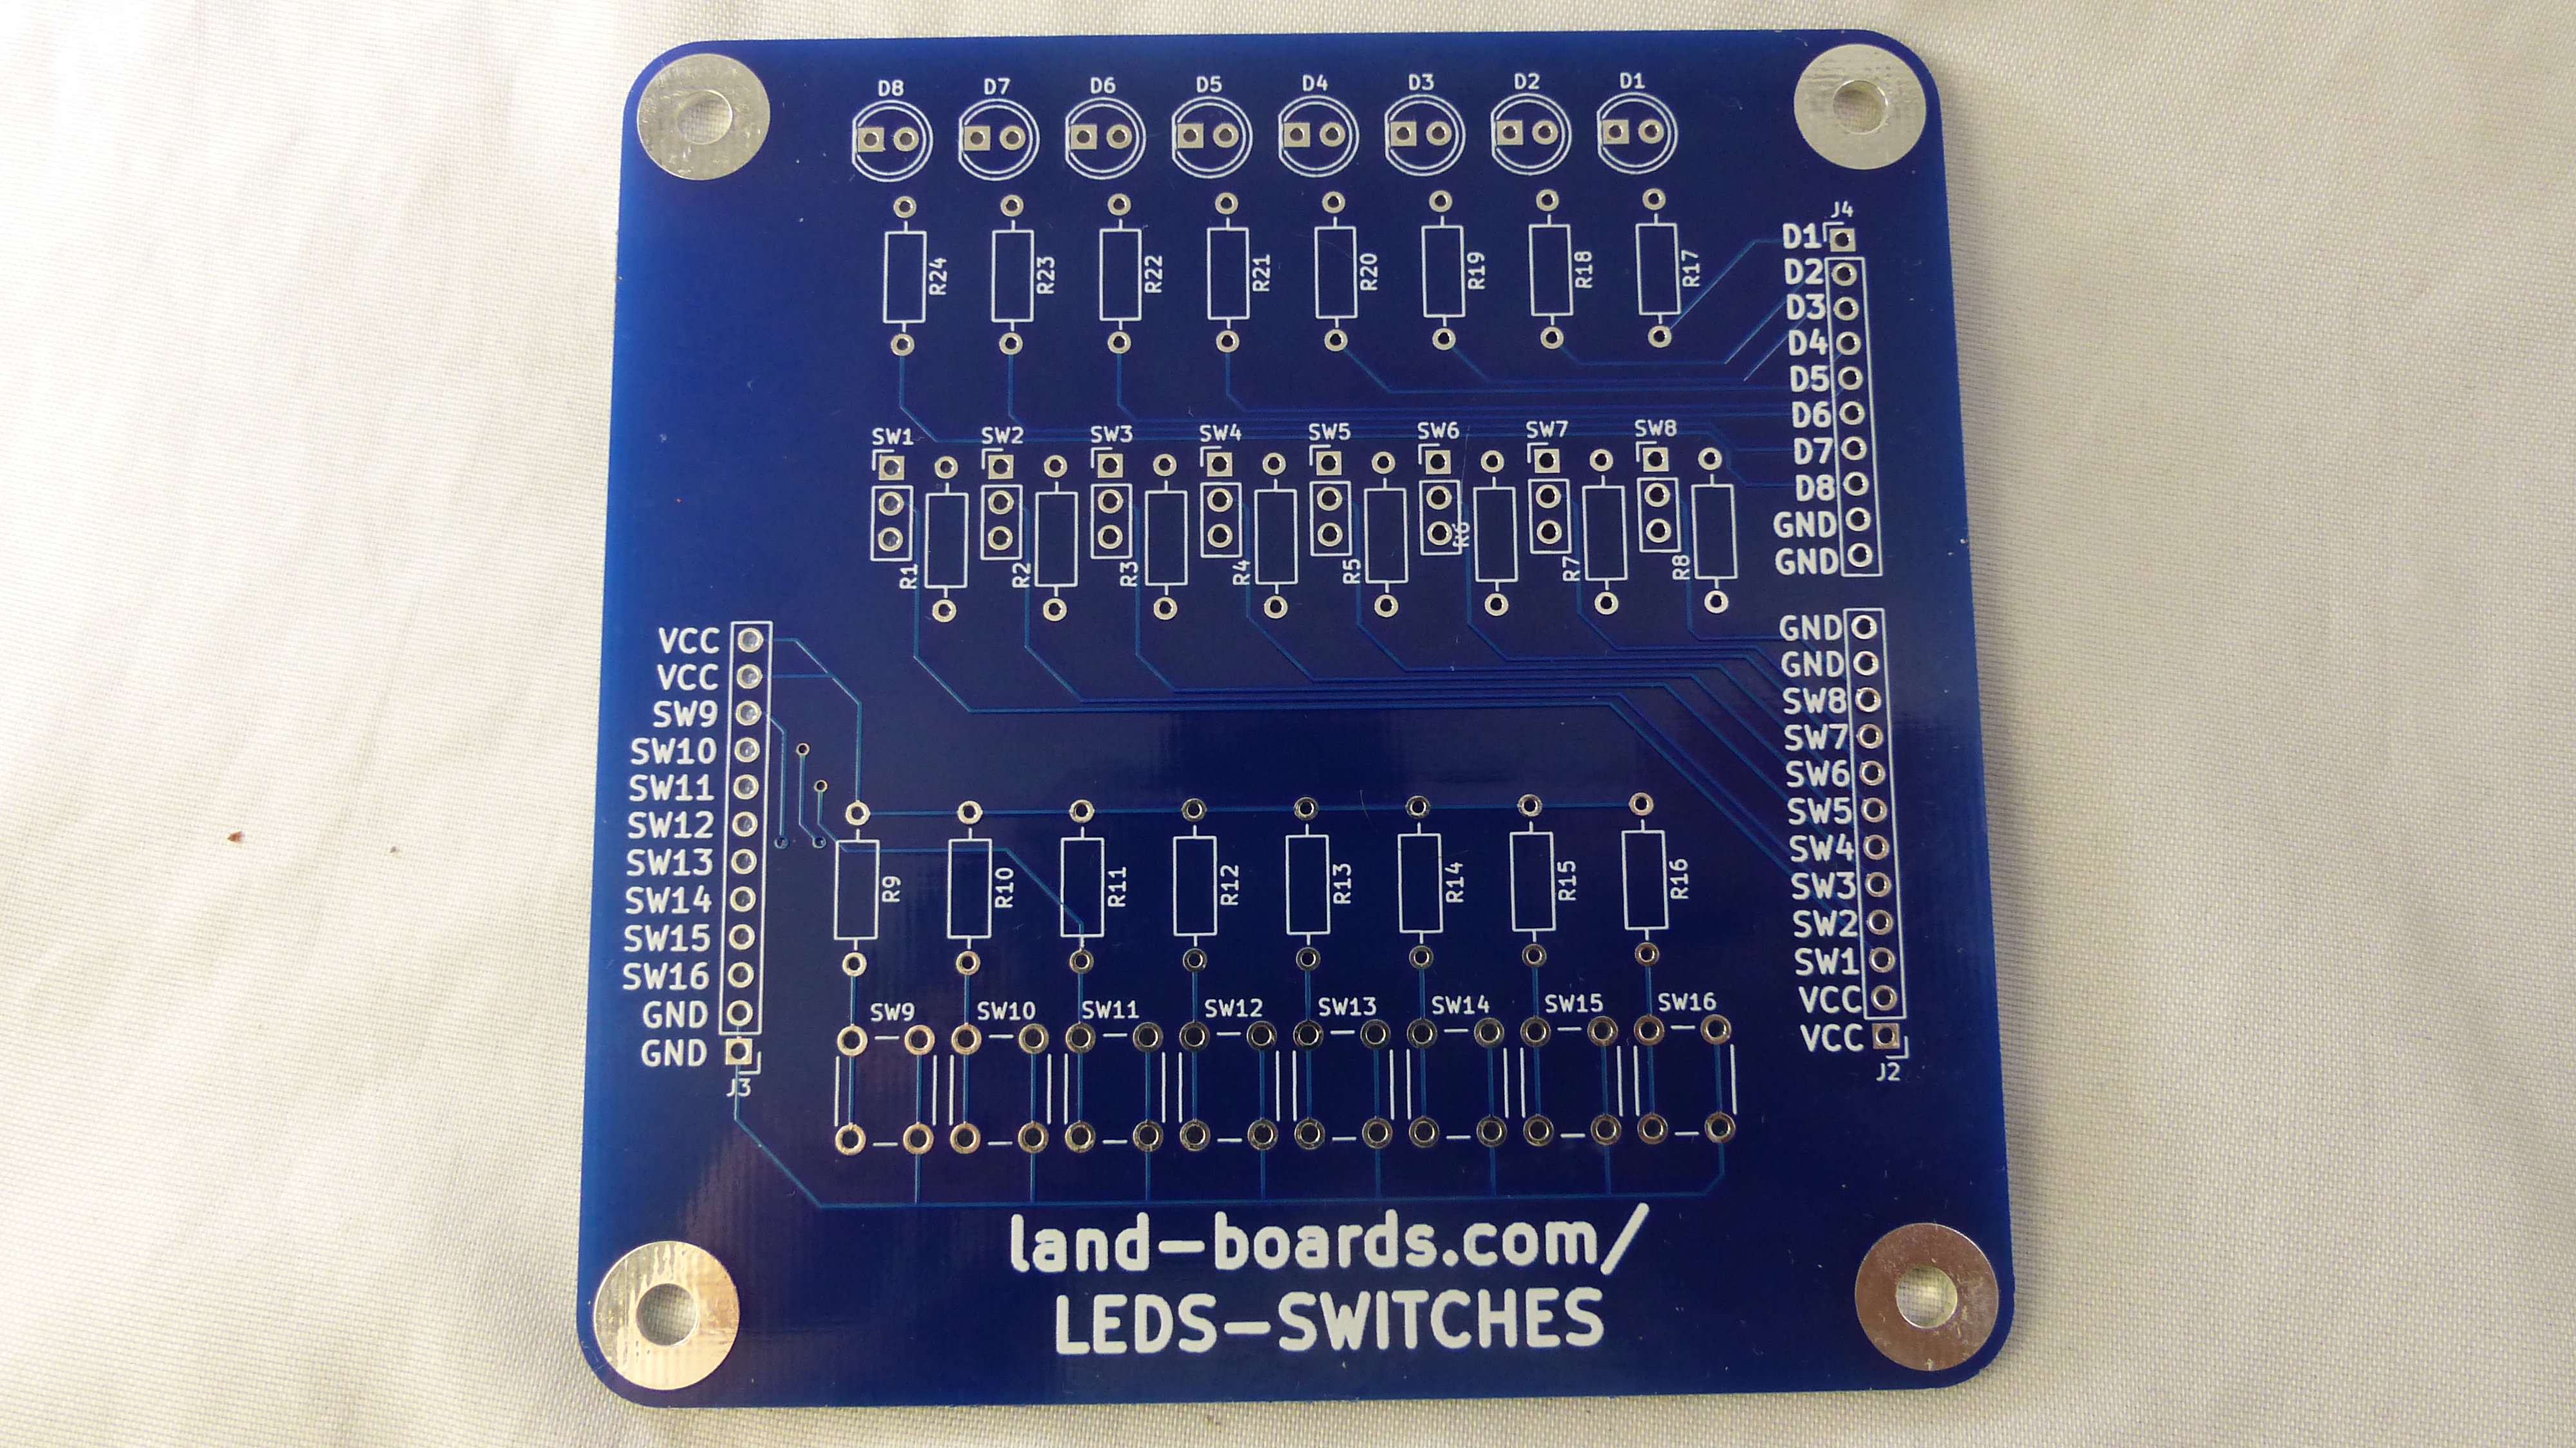 D8 D7 D6 D5 D4 D3 D2 D1
R24 R23 R22 R21 R20 R19 R18 R17
J4
D1
D2
D3
D4
D5
D6
D7
D8
GND
GND
SW1 SW2 SW3 SW4 SW5 SW6 SW7 SW8
R1 R2 R3 R4 R5 R6 R7 R8
VCC
VCC
SW9
SW10
SW11
SW12
SW13
SW14
SW15
SW16
GND
GND
J3
GND
GND
SW8
SW7
SW6
SW5
SW4
SW3
SW2
SW1
VCC
VCC
J2
R9 R10 R11 R12 R13 R14 R15 R16
SW9 SW10 SW11 SW12 SW13 SW14 SW15 SW16
land-boards.com/
LEDS-SWITCHES